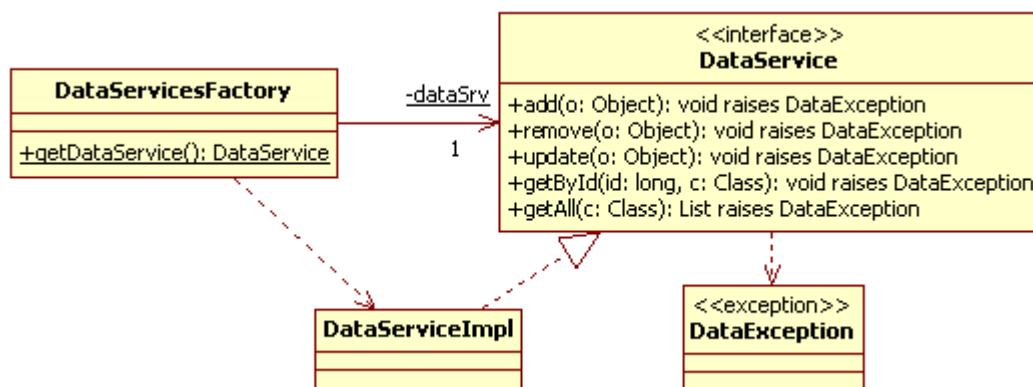 <<interface>>
DataService
DataServicesFactory
-dataSrv
1
+getDataService(): DataService
+add(o: Object): void raises DataException
+remove(o: Object): void raises DataException
+update(o: Object): void raises DataException
+getById(id: long, c: Class): void raises DataException
+getAll(c: Class): List raises DataException
DataServiceImpl
<<exception>>
DataException